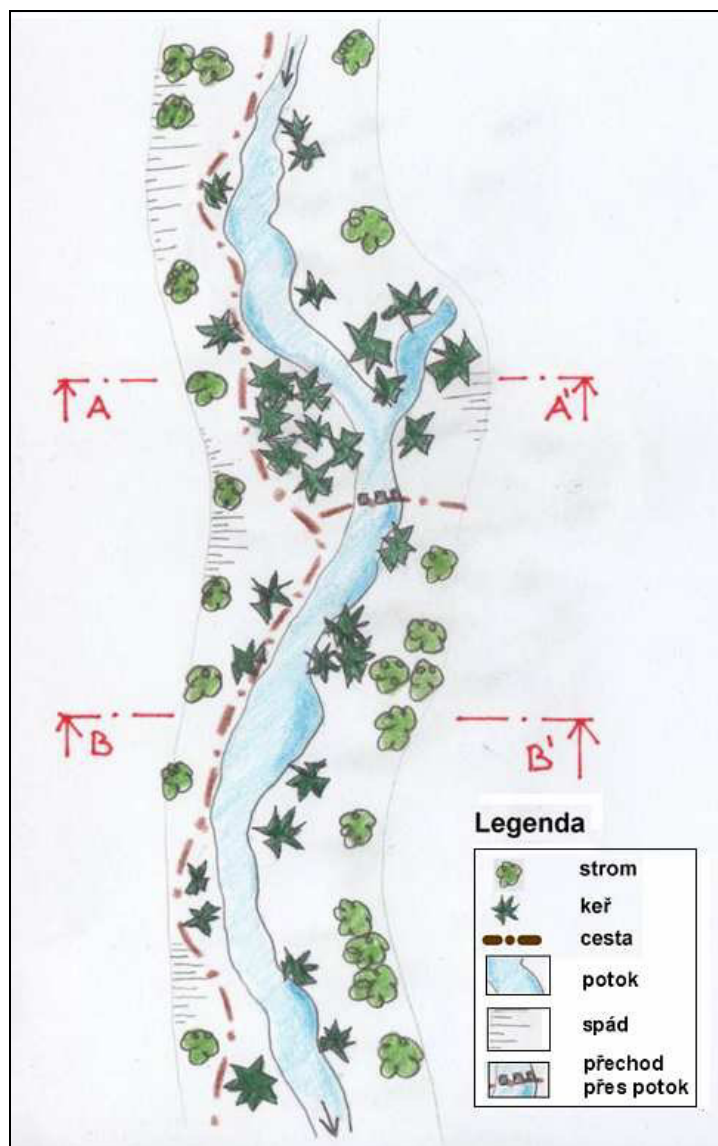 A
A'
B
B'
Legenda
strom
keř
cesta
potok
spád
přechod
přes potok